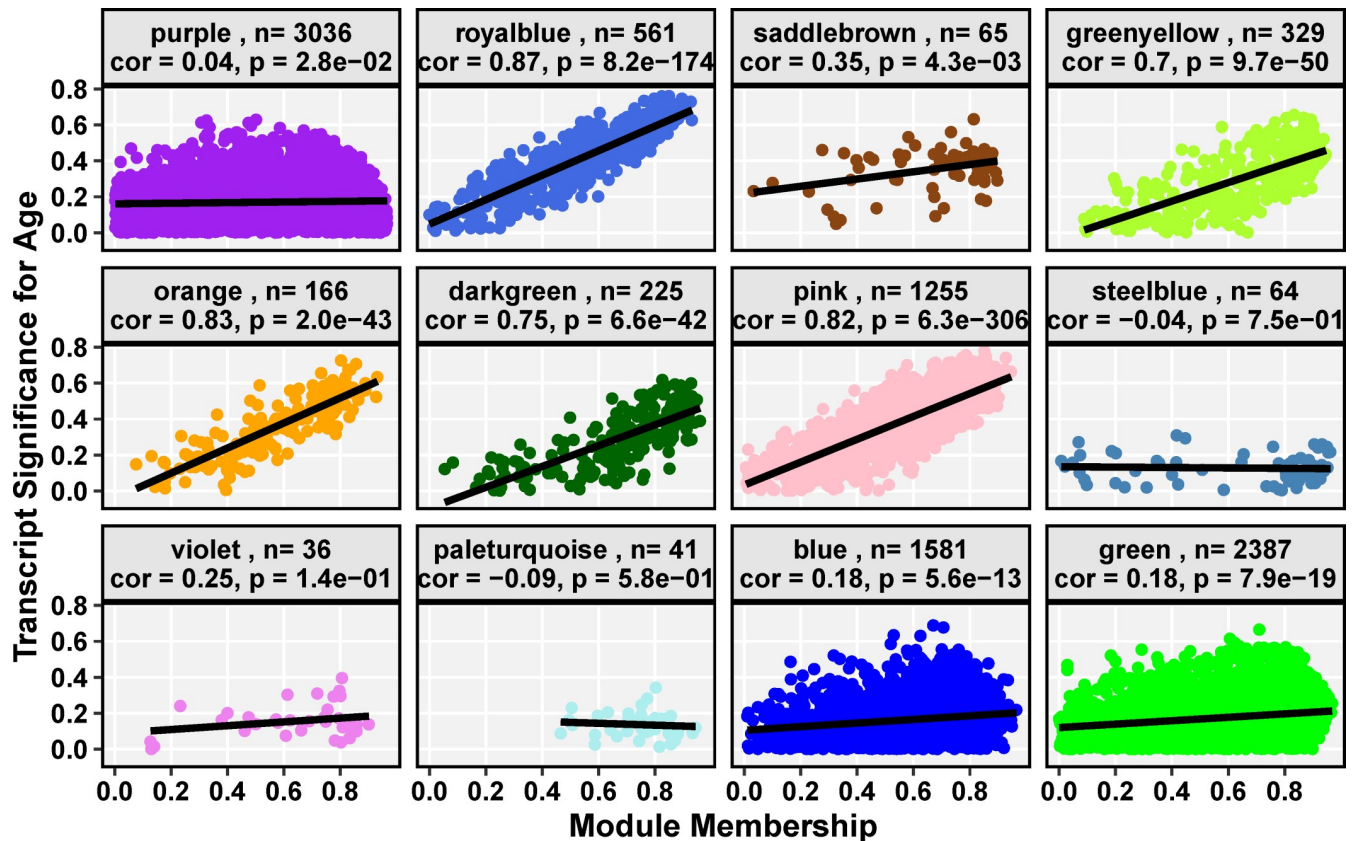 purple , n= 3036
cor = 0.04, p = 2.8e−02
royalblue , n= 561
cor = 0.87, p = 8.2e−174
saddlebrown , n= 65
cor = 0.35, p = 4.3e−03
greenyellow , n= 329
cor = 0.7, p = 9.7e−50
0.8
0.6
0.4
0.2
0.0
orange , n= 166
cor = 0.83, p = 2.0e−43
darkgreen , n= 225
cor = 0.75, p = 6.6e−42
pink , n= 1255
cor = 0.82, p = 6.3e−306
steelblue , n= 64
cor = −0.04, p = 7.5e−01
0.8
0.6
0.4
0.2
0.0
violet , n= 36
cor = 0.25, p = 1.4e−01
paleturquoise , n= 41
cor = −0.09, p = 5.8e−01
blue , n= 1581
cor = 0.18, p = 5.6e−13
green , n= 2387
cor = 0.18, p = 7.9e−19
0.8
0.6
0.4
0.2
0.0
0.0 0.2 0.4 0.6 0.8
0.0 0.2 0.4 0.6 0.8
0.0 0.2 0.4 0.6 0.8
0.0 0.2 0.4 0.6 0.8
Module Membership
Transcript Significance for Age